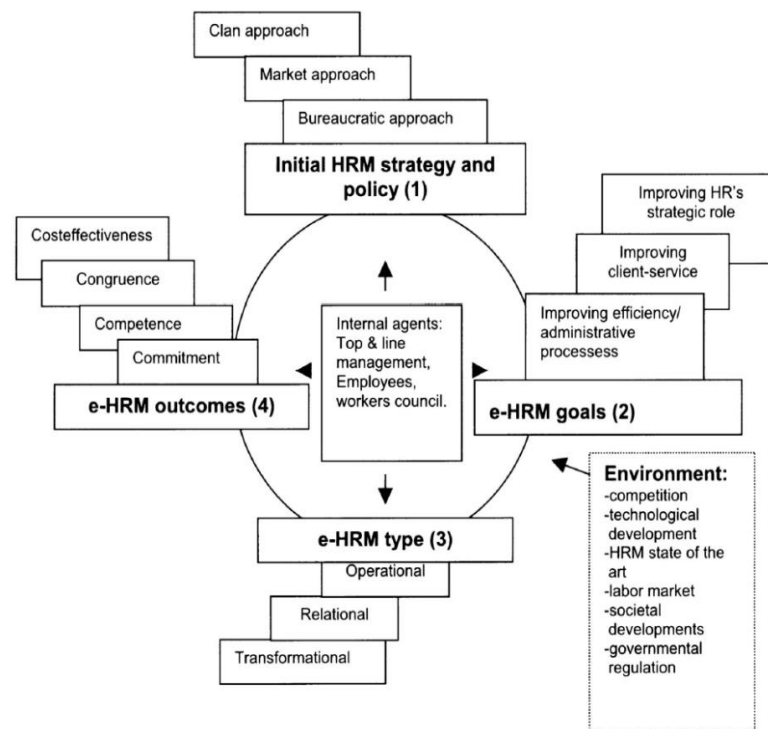 Clan approach
Market approach
Bureaucratic approach
Initial HRM strategy and
policy (1)
Improving HR's
strategic role
Improving
client-service
Improving efficiency/
administrative
processess
e-HRM goals (2)
Costeffectiveness
Congruence
Competence
Commitment
e-HRM outcomes (4)
Internal agents:
Top & line
management,
Employees,
workers council.
e-HRM type (3)
Operational
Relational
Transformational
Environment:
-competition
-technological
development
-HRM state of the
art
-labor market
-societal
developments
-governmental
regulation